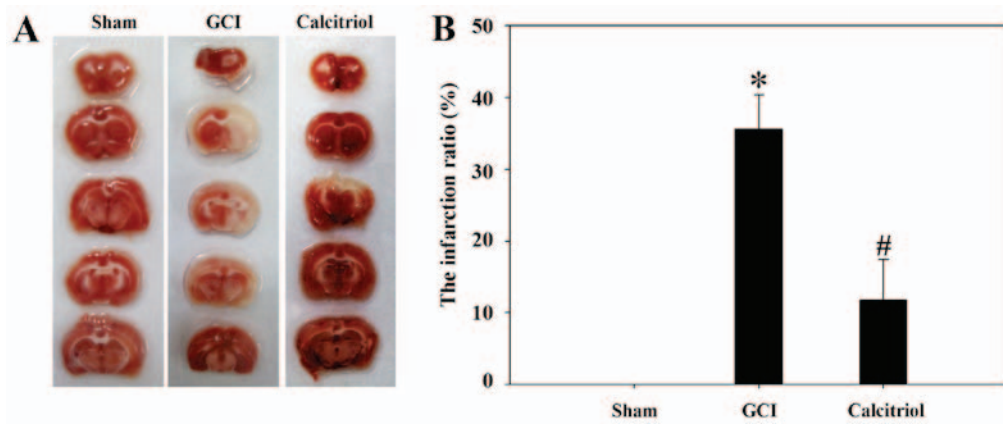 A
Sham GCI Calcitriol
B
The infarction ratio (%)
50
40
30
20
10
0
*
#
Sham GCI Calcitriol